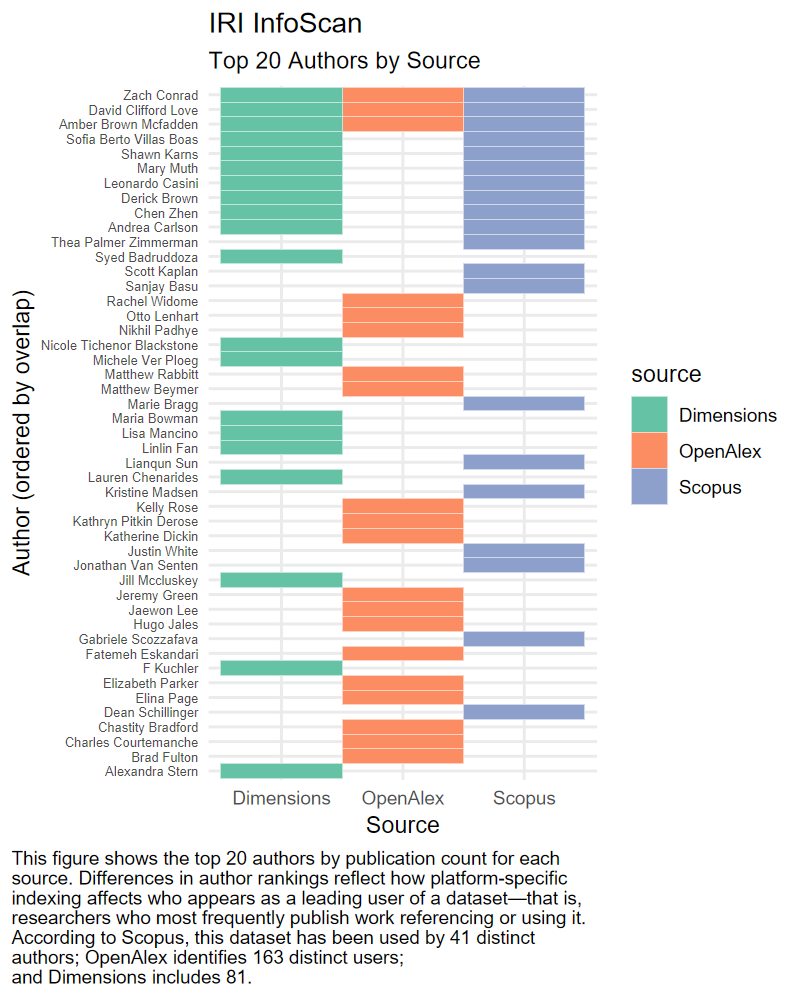 IRI InfoScan
Top 20 Authors by Source
Zach Conrad
David Clifford Love
Amber Brown Mcfadden
Sofia Berto Villas Boas
Shawn Karns
Mary Muth
Leonardo Casini
Derick Brown
Chen Zhen
Andrea Carlson
Thea Palmer Zimmerman
Syed Badruddoza
Scott Kaplan
Sanjay Basu
Rachel Widome
Otto Lenhart
Nikhil Padhye
Nicole Tichenor Blackstone
Michele Ver Ploeg
Matthew Rabbitt
Matthew Beymer
Marie Bragg
Maria Bowman
Lisa Mancino
Linlin Fan
Lianqun Sun
Lauren Chenarides
Kristine Madsen
Kelly Rose
Kathryn Pitkin Derose
Katherine Dickin
Justin White
Jonathan Van Senten
Jill Mccluskey
Jeremy Green
Jaewon Lee
Hugo Jales
Gabriele Scozzafava
Fatemeh Eskandari
F Kuchler
Elizabeth Parker
Elina Page
Dean Schillinger
Chastity Bradford
Charles Courtemanche
Brad Fulton
Alexandra Stern
Author (ordered by overlap)
Dimensions
OpenAlex
Scopus
Source
source
Dimensions
OpenAlex
Scopus
This figure shows the top 20 authors by publication count for each
source. Differences in author rankings reflect how platform-specific
indexing affects who appears as a leading user of a dataset—that is,
researchers who most frequently publish work referencing or using it.
According to Scopus, this dataset has been used by 41 distinct
authors; OpenAlex identifies 163 distinct users;
and Dimensions includes 81.